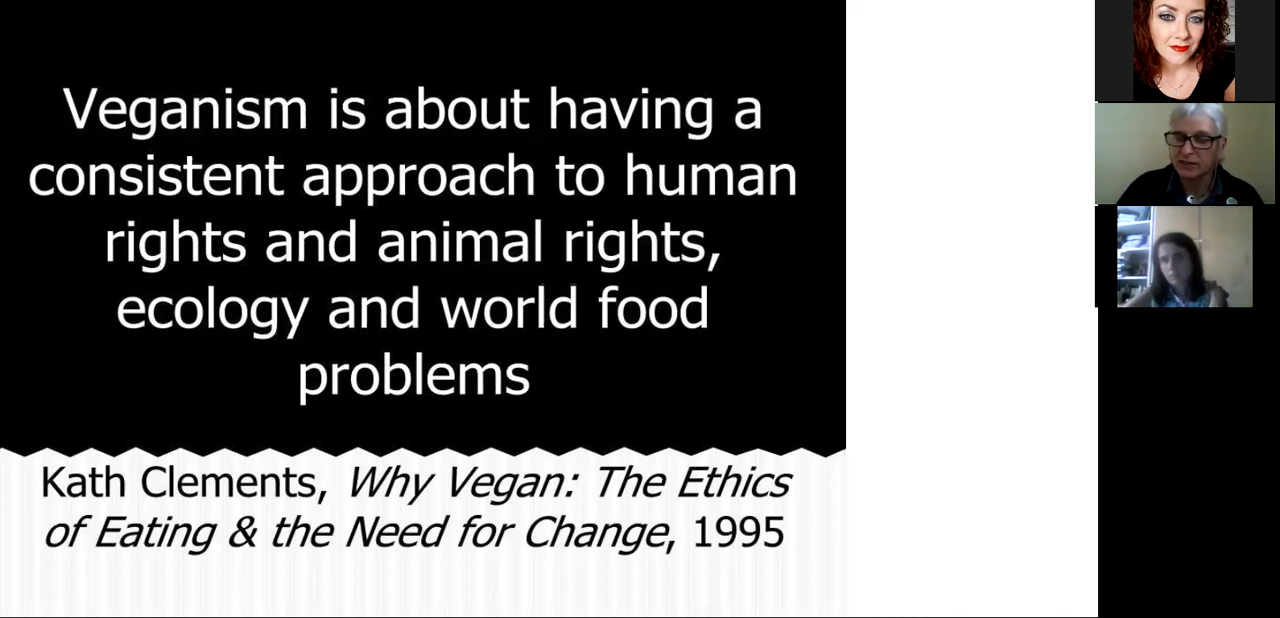 Veganism is about having a
consistent approach to human
rights and animal rights,
ecology and world food
problems
Kath Clements, Why Vegan: The Ethics
of Eating & the Need for Change, 1995